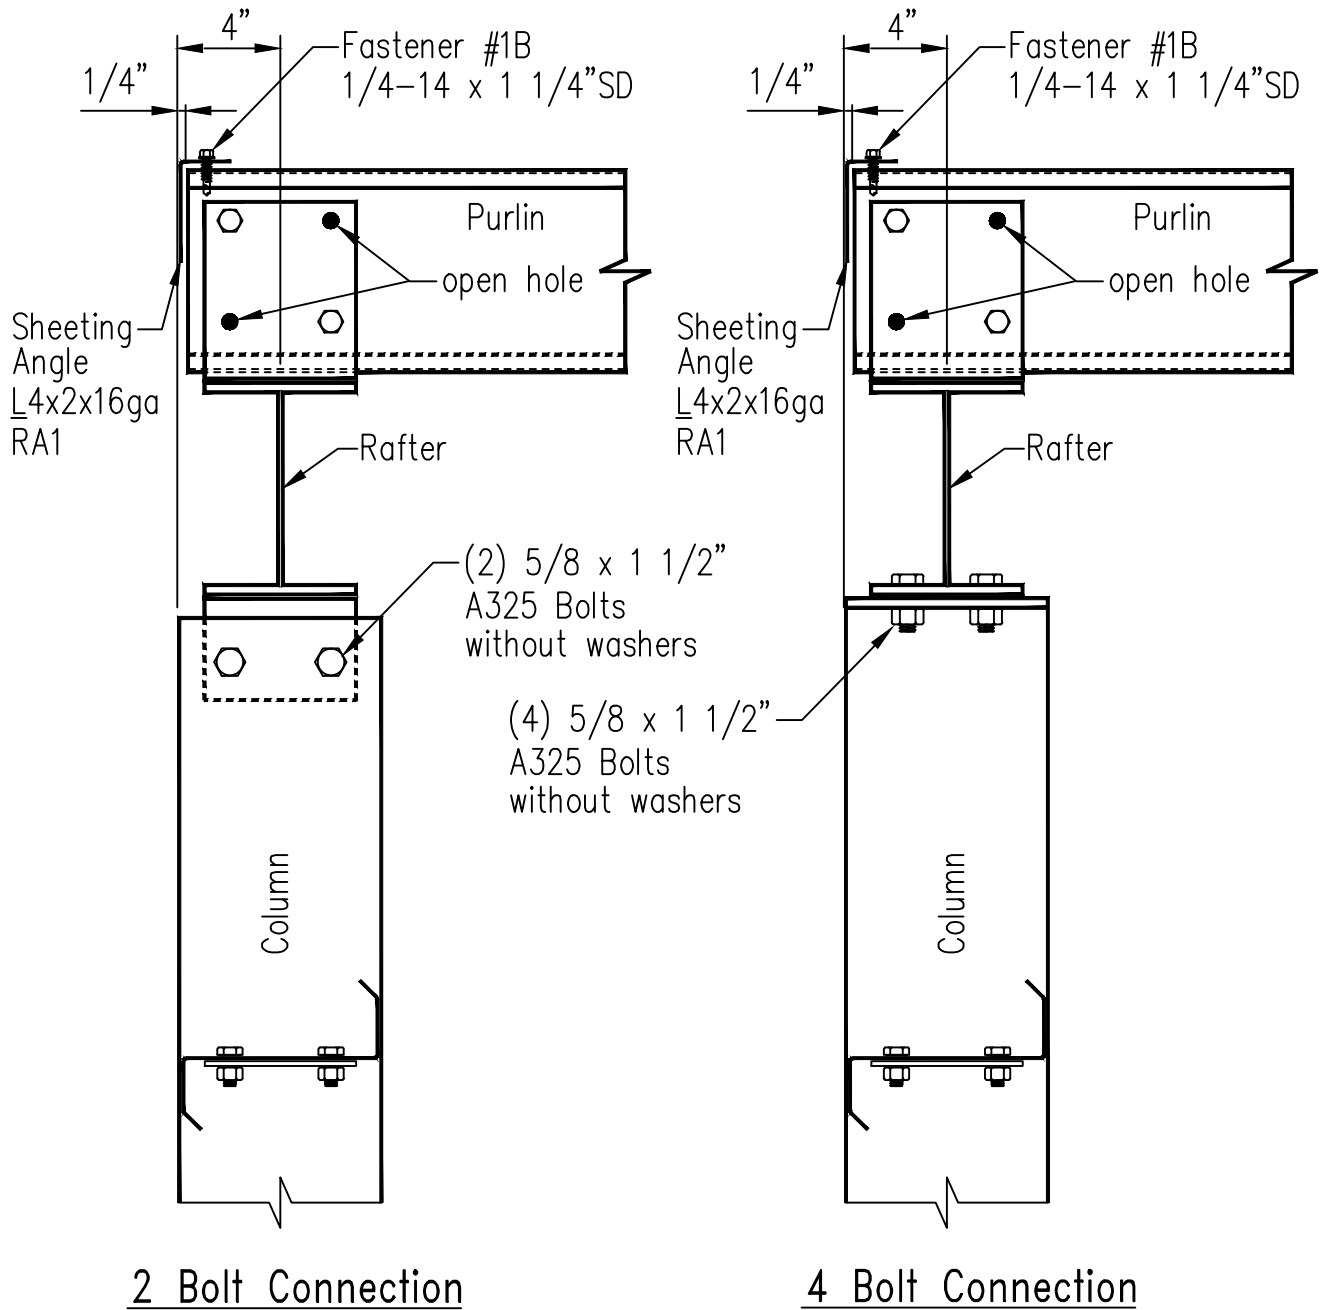 4”
Fastener #1B
1/4-14 x 1 1/4”SD
1/4”
Purlin
open hole
Sheeting
Angle
L4x2x16ga
RA1
Rafter
(2) 5/8 x 1 1/2”
A325 Bolts
without washers
Column
2 Bolt Connection
4”
Fastener #1B
1/4-14 x 1 1/4”SD
1/4”
Purlin
open hole
Sheeting
Angle
L4x2x16ga
RA1
Rafter
(4) 5/8 x 1 1/2”
A325 Bolts
without washers
Column
4 Bolt Connection